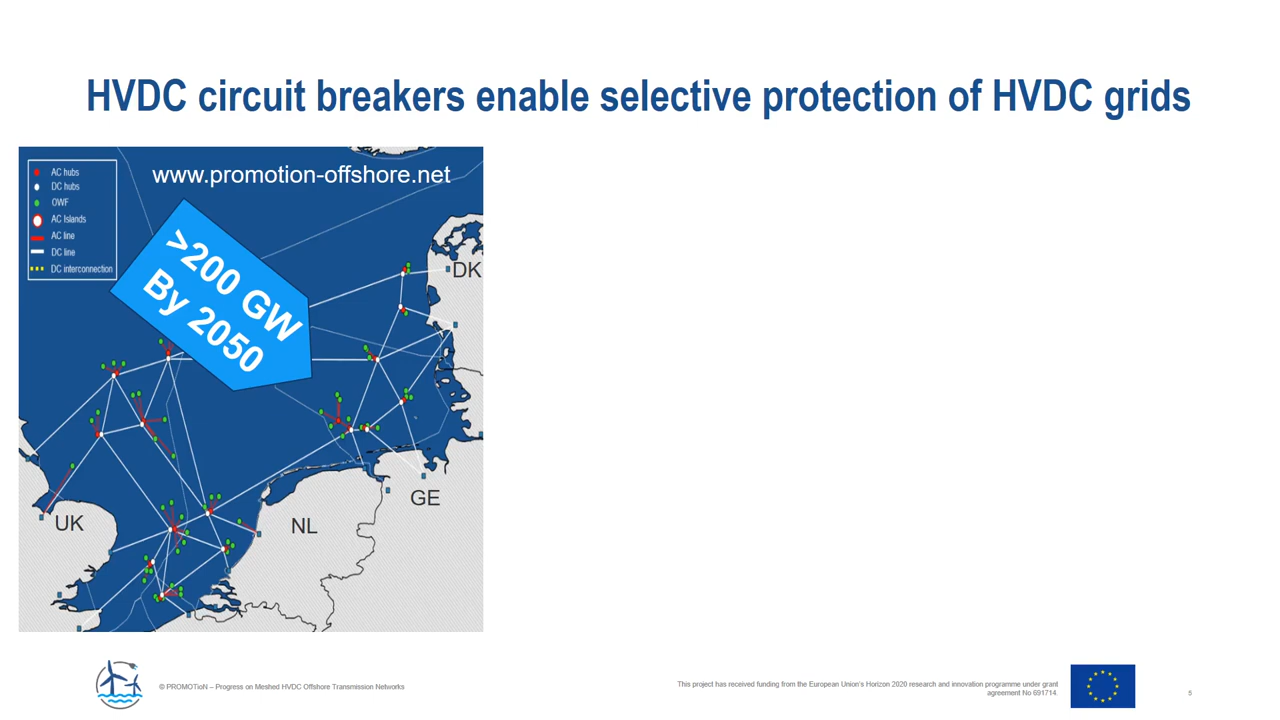 HVDC circuit breakers enable selective protection of HVDC grids
AC hubs
DC hubs
OWF
AC Islands
AC line
DC line
DC interconnection
www.promotion-offshore.net
>200 GW
By 2050
DK
GE
NL
UK
© PROMOTioN – Progress on Meshed HVDC Offshore Transmission Networks
This project has received funding from the European Union's Horizon 2020 research and innovation programme under grant
agreement No 691714.
5